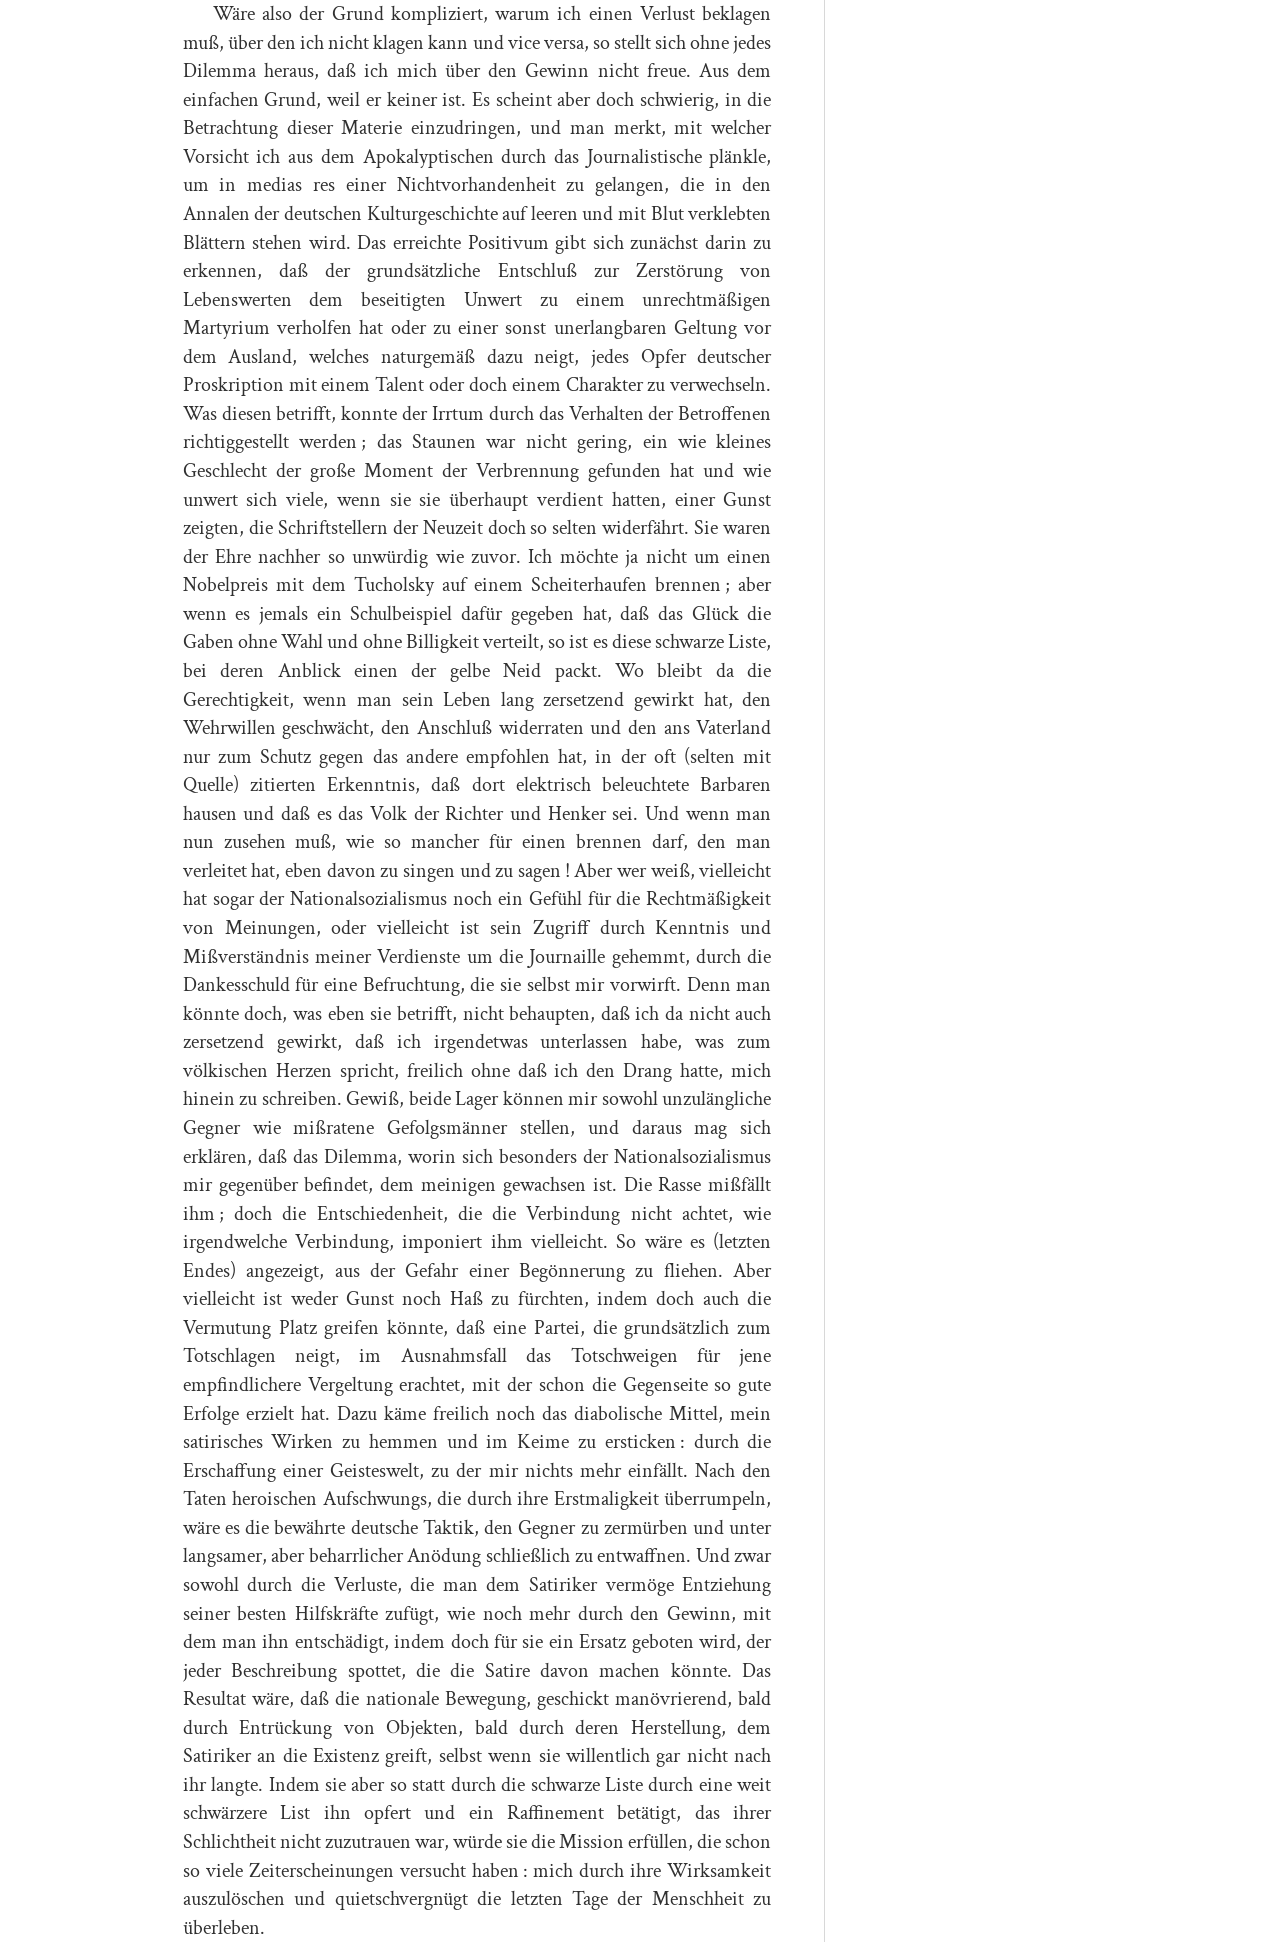 Wäre also der Grund kompliziert, warum ich einen Verlust beklagen
muß, über den ich nicht klagen kann und vice versa, so stellt sich ohne jedes
Dilemma heraus, daß ich mich über den Gewinn nicht freue. Aus dem
einfachen Grund, weil er keiner ist. Es scheint aber doch schwierig, in die
Betrachtung dieser Materie einzudringen, und man merkt, mit welcher
Vorsicht ich aus dem Apokalyptischen durch das Journalistische plänkle,
um in medias res einer Nichtvorhandenheit zu gelangen, die in den
Annalen der deutschen Kulturgeschichte auf leeren und mit Blut verklebten
Blättern stehen wird. Das erreichte Positivum gibt sich zunächst darin zu
erkennen, daß der grundsätzliche Entschluß zur Zerstörung von
Lebenswerten dem beseitigten Unwert zu einem unrechtmäßigen
Martyrium verholfen hat oder zu einer sonst unerlangbaren Geltung vor
dem Ausland, welches naturgemäß dazu neigt, jedes Opfer deutscher
Proskription mit einem Talent oder doch einem Charakter zu verwechseln.
Was diesen betrifft, konnte der Irrtum durch das Verhalten der Betroffenen
richtiggestellt werden ; das Staunen war nicht gering, ein wie kleines
Geschlecht der große Moment der Verbrennung gefunden hat und wie
unwert sich viele, wenn sie sie überhaupt verdient hatten, einer Gunst
zeigten, die Schriftstellern der Neuzeit doch so selten widerfährt. Sie waren
der Ehre nachher so unwürdig wie zuvor. Ich möchte ja nicht um einen
Nobelpreis mit dem Tucholsky auf einem Scheiterhaufen brennen ; aber
wenn es jemals ein Schulbeispiel dafür gegeben hat, daß das Glück die
Gaben ohne Wahl und ohne Billigkeit verteilt, so ist es diese schwarze Liste,
bei deren Anblick einen der gelbe Neid packt. Wo bleibt da die
Gerechtigkeit, wenn man sein Leben lang zersetzend gewirkt hat, den
Wehrwillen geschwächt, den Anschluß widerraten und den ans Vaterland
nur zum Schutz gegen das andere empfohlen hat, in der oft (selten mit
Quelle) zitierten Erkenntnis, daß dort elektrisch beleuchtete Barbaren
hausen und daß es das Volk der Richter und Henker sei. Und wenn man
nun zusehen muß, wie so mancher für einen brennen darf, den man
verleitet hat, eben davon zu singen und zu sagen ! Aber wer weiß, vielleicht
hat sogar der Nationalsozialismus noch ein Gefühl für die Rechtmäßigkeit
von Meinungen, oder vielleicht ist sein Zugriff durch Kenntnis und
Mißverständnis meiner Verdienste um die Journaille gehemmt, durch die
Dankesschuld für eine Befruchtung, die sie selbst mir vorwirft. Denn man
könnte doch, was eben sie betrifft, nicht behaupten, daß ich da nicht auch
zersetzend gewirkt, daß ich irgendetwas unterlassen habe, was zum
völkischen Herzen spricht, freilich ohne daß ich den Drang hatte, mich
hinein zu schreiben. Gewiß, beide Lager können mir sowohl unzulängliche
Gegner wie mißratene Gefolgsmänner stellen, und daraus mag sich
erklären, daß das Dilemma, worin sich besonders der Nationalsozialismus
mir gegenüber befindet, dem meinigen gewachsen ist. Die Rasse mißfällt
ihm ; doch die Entschiedenheit, die die Verbindung nicht achtet, wie
irgendwelche Verbindung, imponiert ihm vielleicht. So wäre es (letzten
Endes) angezeigt, aus der Gefahr einer Begönnerung zu fliehen. Aber
vielleicht ist weder Gunst noch Haß zu fürchten, indem doch auch die
Vermutung Platz greifen könnte, daß eine Partei, die grundsätzlich zum
Totschlagen neigt, im Ausnahmsfall das Totschweigen für jene
empfindlichere Vergeltung erachtet, mit der schon die Gegenseite so gute
Erfolge erzielt hat. Dazu käme freilich noch das diabolische Mittel, mein
satirisches Wirken zu hemmen und im Keime zu ersticken : durch die
Erschaffung einer Geisteswelt, zu der mir nichts mehr einfällt. Nach den
Taten heroischen Aufschwungs, die durch ihre Erstmaligkeit überrumpeln,
wäre es die bewährte deutsche Taktik, den Gegner zu zermürben und unter
langsamer, aber beharrlicher Anödung schließlich zu entwaffnen. Und zwar
sowohl durch die Verluste, die man dem Satiriker vermöge Entziehung
seiner besten Hilfskräfte zufügt, wie noch mehr durch den Gewinn, mit
dem man ihn entschädigt, indem doch für sie ein Ersatz geboten wird, der
jeder Beschreibung spottet, die die Satire davon machen könnte. Das
Resultat wäre, daß die nationale Bewegung, geschickt manövrierend, bald
durch Entrückung von Objekten, bald durch deren Herstellung, dem
Satiriker an die Existenz greift, selbst wenn sie willentlich gar nicht nach
ihr langte. Indem sie aber so statt durch die schwarze Liste durch eine weit
schwärzere List ihn opfert und ein Raffinement betätigt, das ihrer
Schlichtheit nicht zuzutrauen war, würde sie die Mission erfüllen, die schon
so viele Zeiterscheinungen versucht haben : mich durch ihre Wirksamkeit
auszulöschen und quietschvergnügt die letzten Tage der Menschheit zu
überleben.